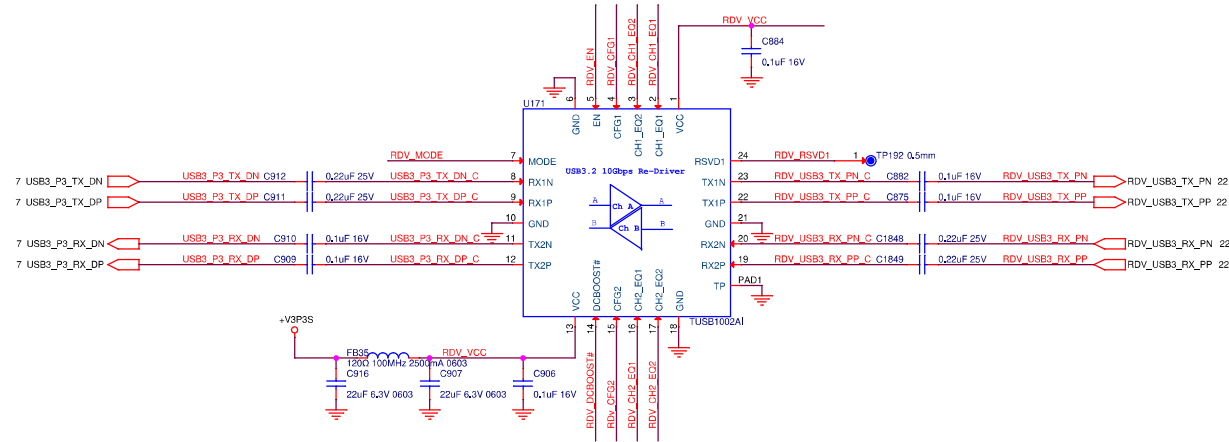 RDV_VCC
C884
0.1uF 16V
RDV_EN
RDV_CFG1
RDV_CH1_EQ2
RDV_CH1_EQ1
U171
6
5
4
3
2
1
GND
EN
CFG1
CH1_EQ2
CH1_EQ1
VCC
RDV_MODE 7 MODE
RSVD1 24 RDV_RSVD1 1 TP192 0.5mm
USB3.2 10Gbps Re-Driver
7 USB3_P3_TX_DN USB3_P3_TX_DN C912 0.22uF 25V USB3_P3_TX_DN_C 8 RX1N
TX1N 23 RDV_USB3_TX_PN_C C882 0.1uF 16V RDV_USB3_TX_PN RDV_USB3_TX_PN 22
7 USB3_P3_TX_DP USB3_P3_TX_DP C911 0.22uF 25V USB3_P3_TX_DP_C 9 RX1P
TX1P 22 RDV_USB3_TX_PP_C C875 0.1uF 16V RDV_USB3_TX_PP RDV_USB3_TX_PP 22
A Ch A A
10 GND
GND 21
B Ch B B
7 USB3_P3_RX_DN USB3_P3_RX_DN C910 0.1uF 16V USB3_P3_RX_DN_C 11 TX2N
RX2N 20 RDV_USB3_RX_PN_C C1848 0.22uF 25V RDV_USB3_RX_PN RDV_USB3_RX_PN 22
7 USB3_P3_RX_DP USB3_P3_RX_DP C909 0.1uF 16V USB3_P3_RX_DP_C 12 TX2P
RX2P 19 RDV_USB3_RX_PP_C C1849 0.22uF 25V RDV_USB3_RX_PP RDV_USB3_RX_PP 22
TP PAD1
VCC
DCBOOST#
CFG2
CH2_EQ1
CH2_EQ2
GND
TUSB1002AI
13
14
15
16
17
18
+V3P3S
FB35
RDV_VCC
120Ω 100MHz 2500mA 0603
C916
22uF 6.3V 0603
C907
22uF 6.3V 0603
C906
0.1uF 16V
RDV_DCBOOST#
RDV_CFG2
RDV_CH2_EQ1
RDV_CH2_EQ2